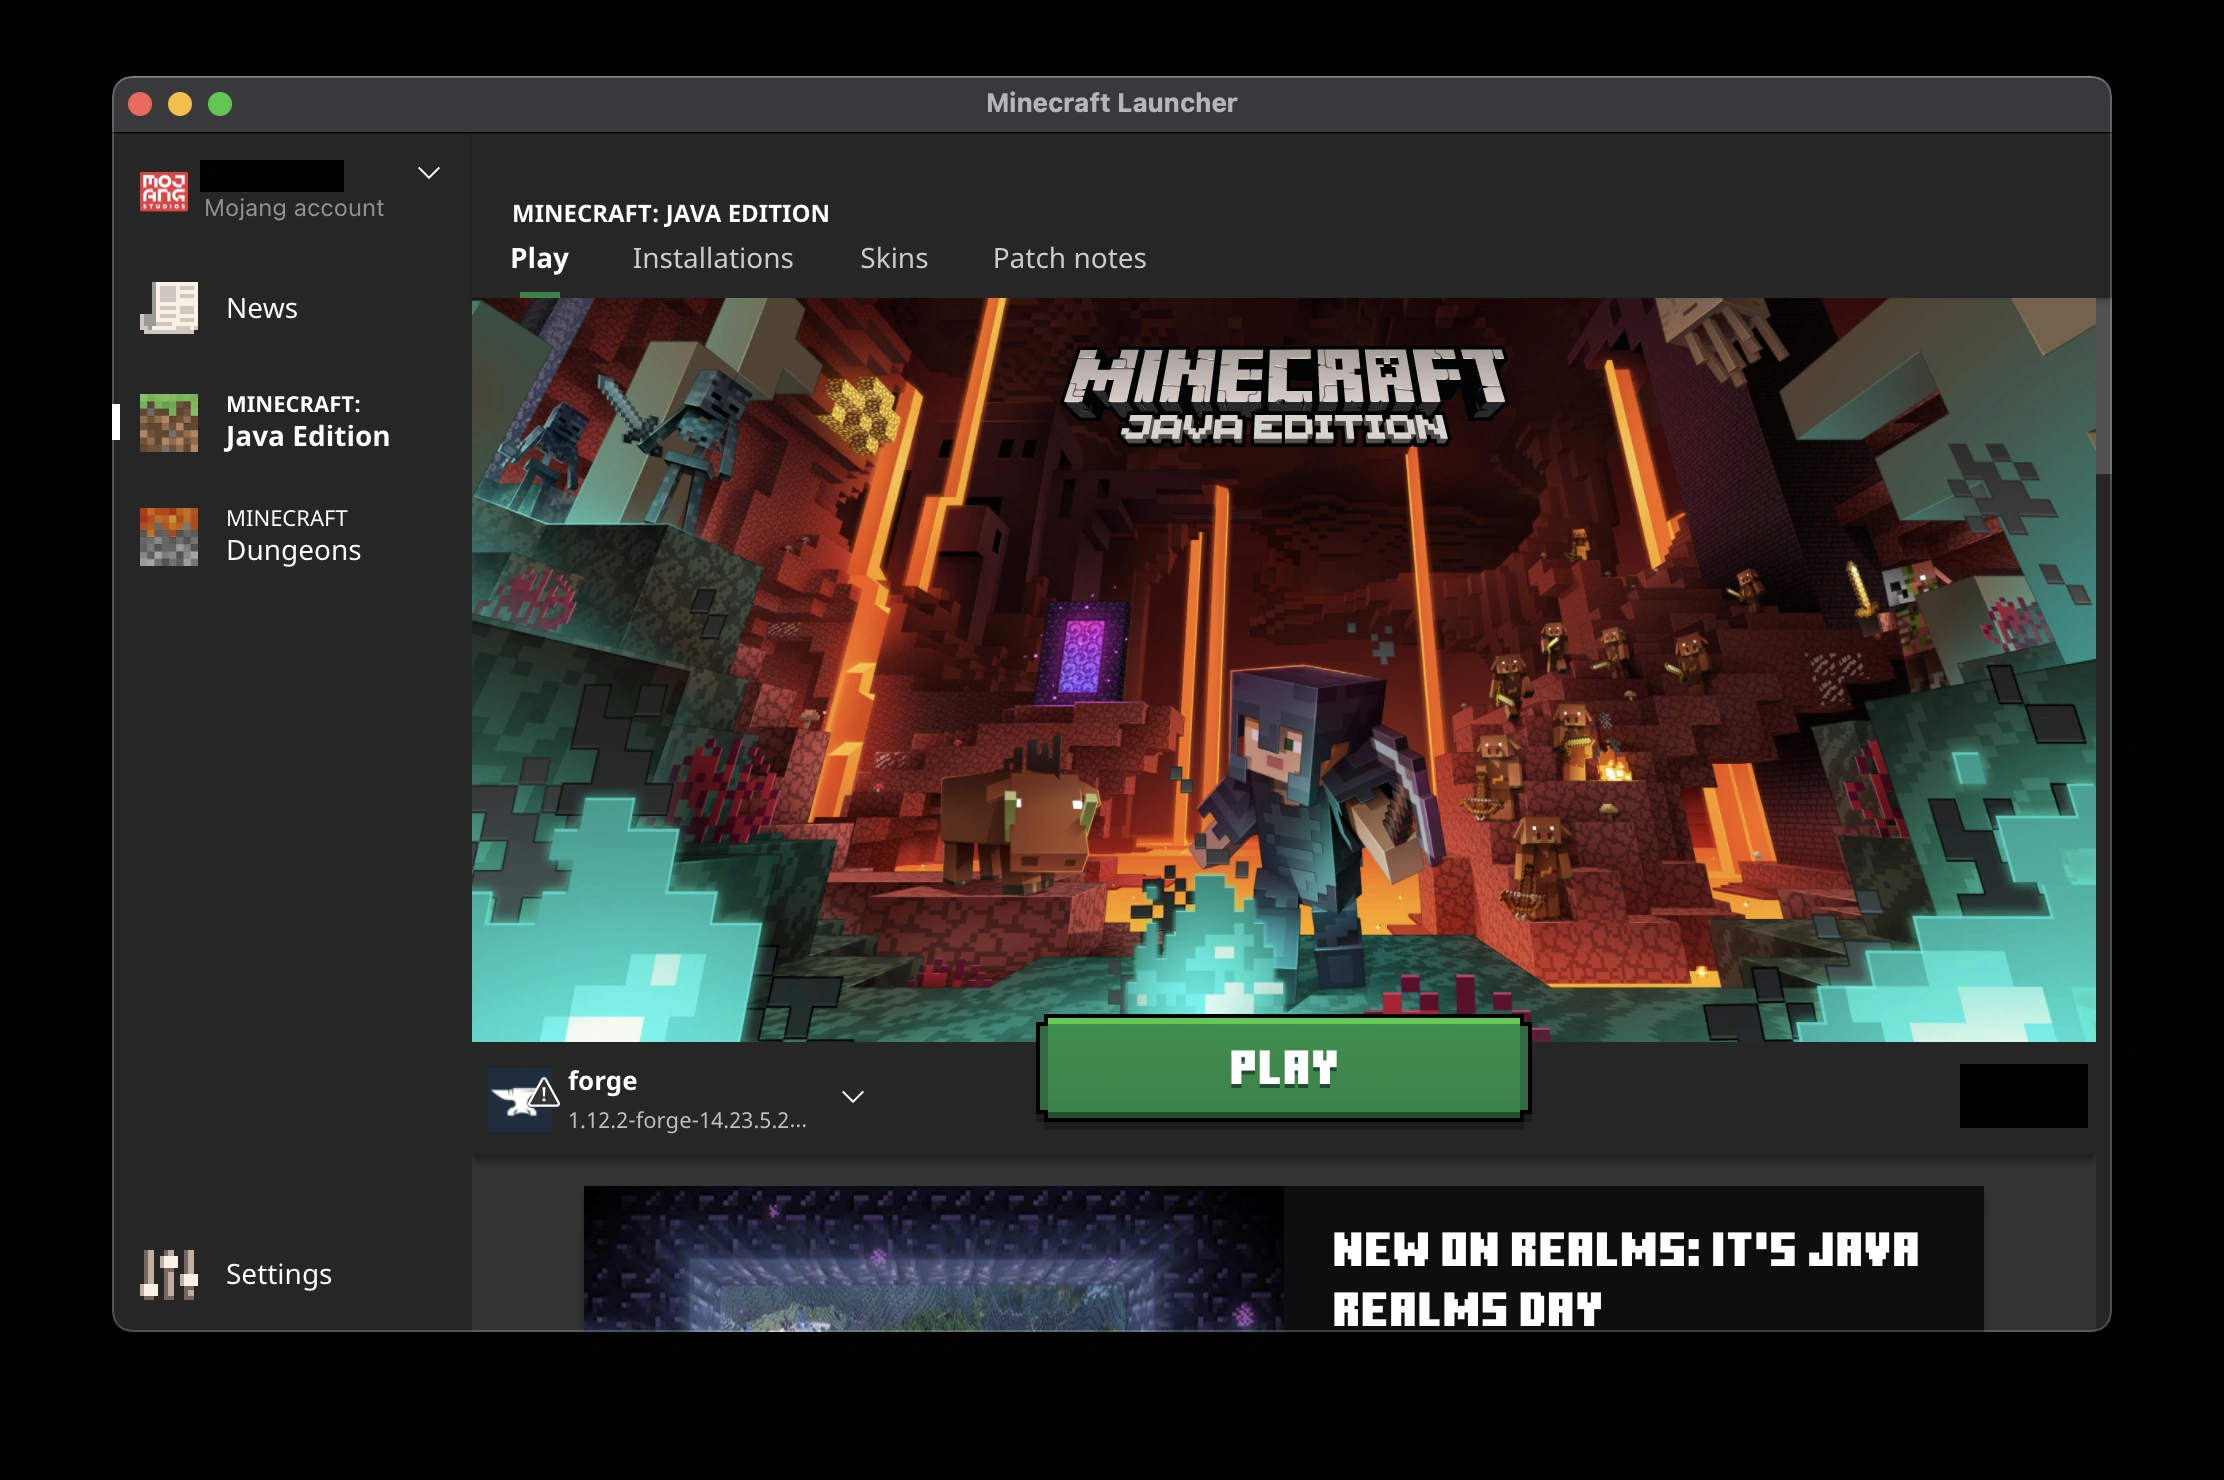 Minecraft Launcher
MOJ
ANG
STUDIOS
Mojang account
News
MINECRAFT:
Java Edition
MINECRAFT
Dungeons
Settings
MINECRAFT: JAVA EDITION
Play Installations Skins Patch notes
MINECRAFT
JAVA EDITION
forge
1.12.2-forge-14.23.5.2...
PLAY
NEW ON REALMS: IT'S JAVA
REALMS DAY